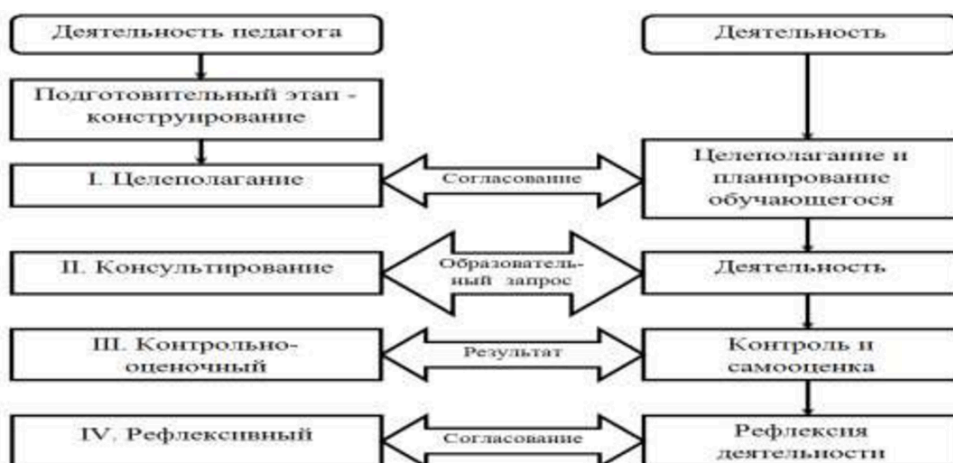 Деятельность педагога
Деятельность
Подготовительный этап -
конструирование
I. Целеполагание
Согласование
Целеполагание и
планирование
обучающегося
II. Консультирование
Образователь-
ный запрос
Деятельность
III. Контрольно-
оценочный
Результат
Контроль и
самооценка
IV. Рефлексивный
Согласование
Рефлексия
деятельности